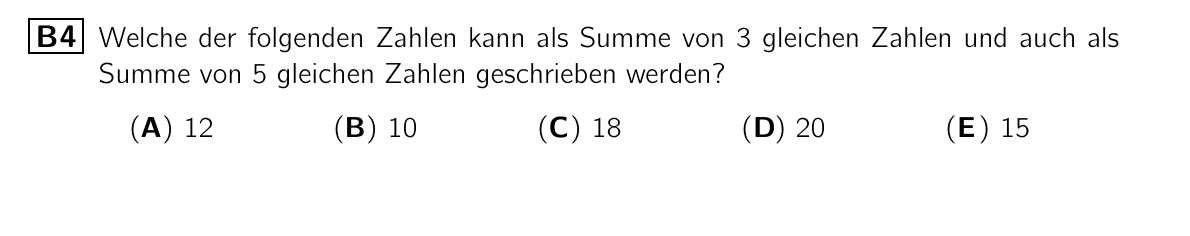 B4 Welche der folgenden Zahlen kann als Summe von 3 gleichen Zahlen und auch als
Summe von 5 gleichen Zahlen geschrieben werden?
(A) 12 (B) 10 (C) 18 (D) 20 (E) 15